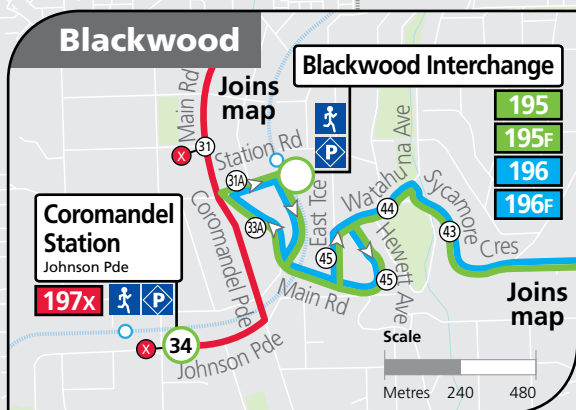 Blackwood
Main Rd
Joins
map
Blackwood Interchange
P
195
195F
196
196F
31
X
Station Rd
31A
33A
Coromandel Pde
East Tce
Watahuna Ave
44
Sycamore
Cres
43
45
Hewett Ave
45
Main Rd
Coromandel
Station
Johnson Pde
197X
P
X
34
Johnson Pde
Joins
map
Scale
Metres 240 480